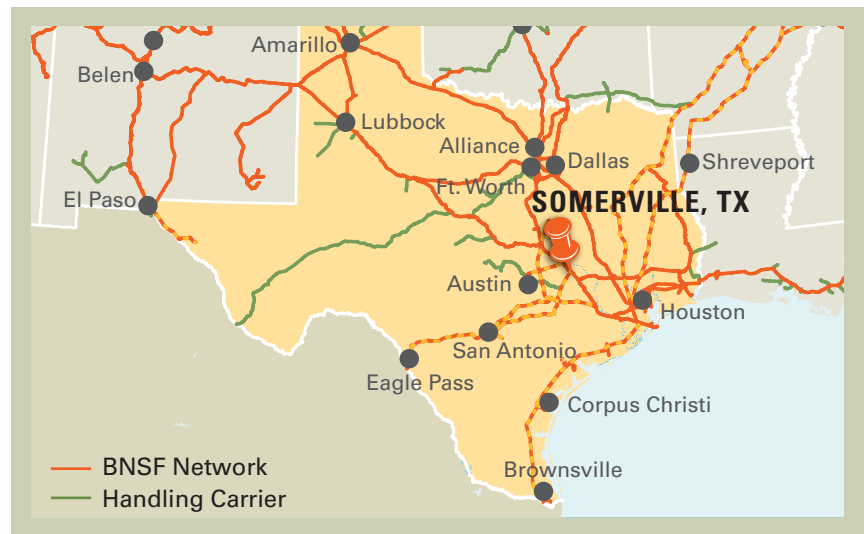 Amarillo
Belen
Lubbock
Alliance
Dallas
Shreveport
Ft. Worth
El Paso
SOMERVILLE, TX
Austin
Houston
San Antonio
Eagle Pass
Corpus Christi
Brownsville
BNSF Network
Handling Carrier